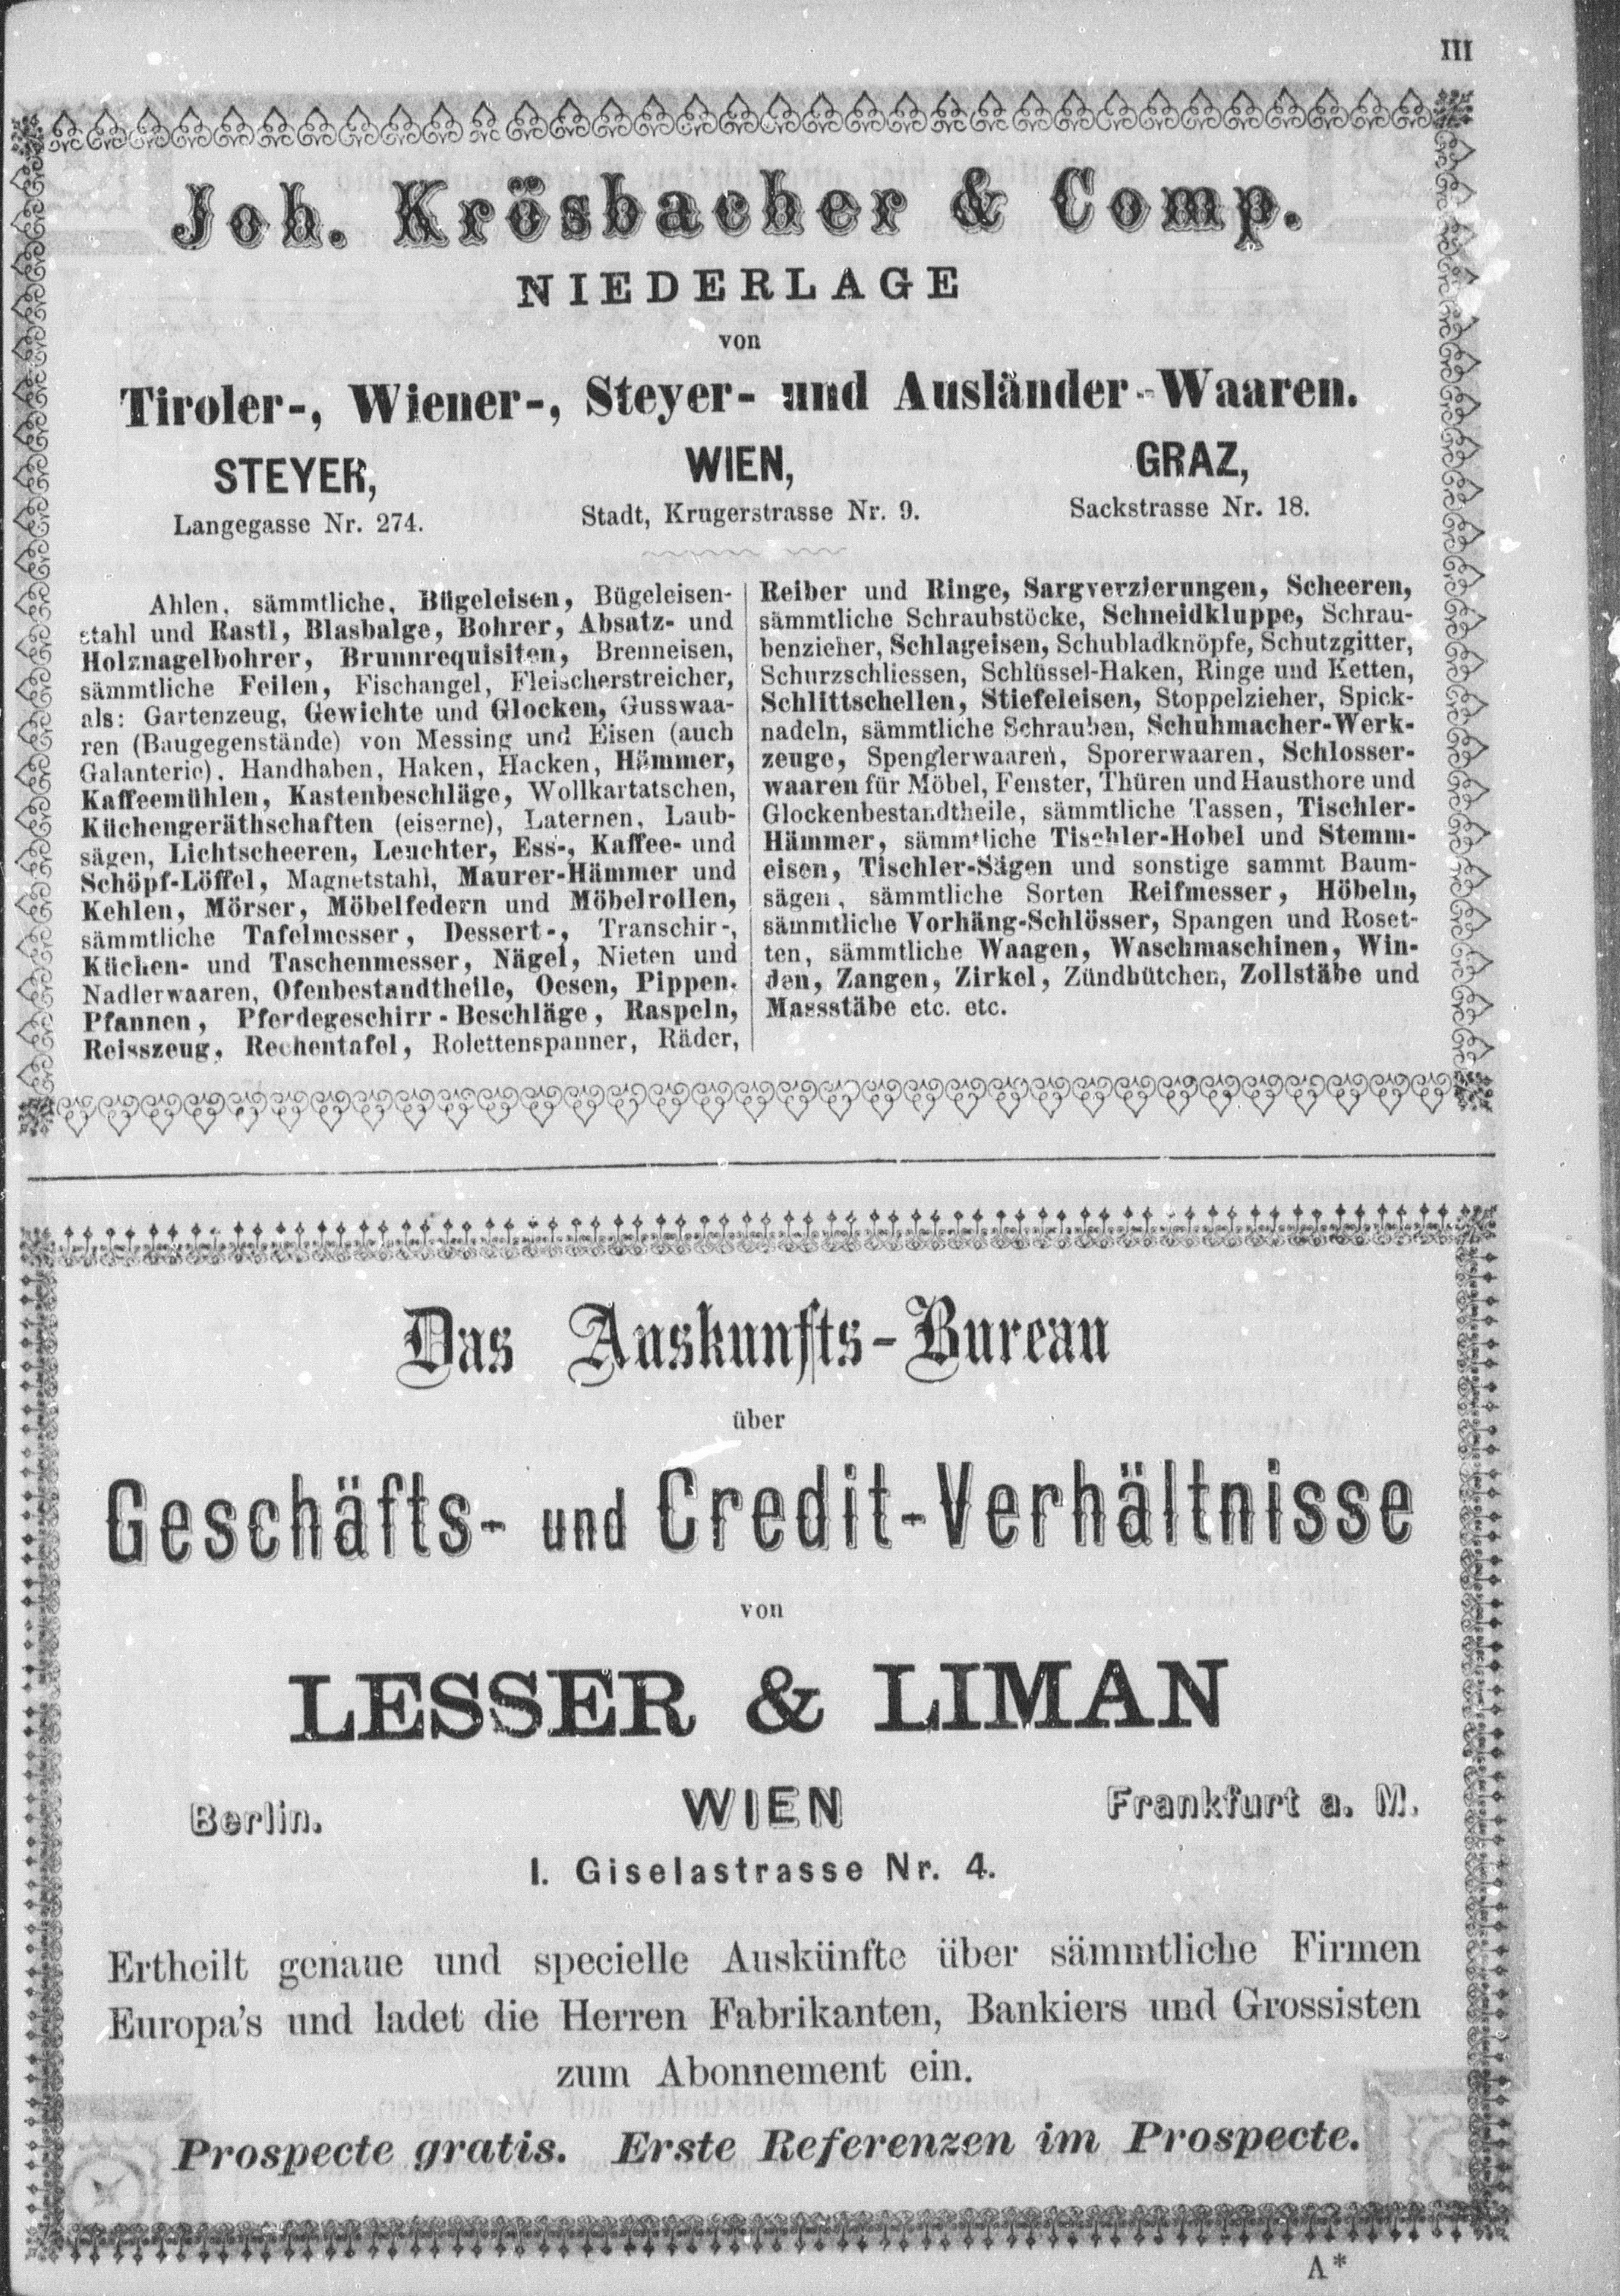 III
Joh. Krösbacher & Comp.
NIEDERLAGE
von
Tiroler-, Wiener-, Steyer- und Ausländer-Waaren.
STEYER,
Langegasse Nr. 274.
WIEN,
Stadt, Krugerstrasse Nr. 9.
GRAZ,
Sackstrasse Nr. 18.
Ahlen, sämmtliche, Bügeleisen, Bügeleisen-
stahl und Rastl, Blasbalge, Bohrer, Absatz- und
Holznagelbohrer, Brunnrequisiten, Brenneisen,
sämmtliche Feilen, Fischangel, Fleischerstreicher,
als: Gartenzeug, Gewichte und Glocken, Gusswaa-
ren (Baugegenstände) von Messing und Eisen (auch
Galanterie), Handhaben, Haken, Hacken, Hämmer,
Kaffeemühlen, Kastenbeschläge, Wollkartatschen,
Küchengeräthschaften (eiserne), Laternen, Laub-
sägen, Lichtscheeren, Leuchter, Ess-, Kaffee- und
Schöpf-Löffel, Magnetstahl, Maurer-Hämmer und
Kehlen, Mörser, Möbelfedern und Möbelrollen,
sämmtliche Tafelmesser, Dessert-, Transchir-,
Küchen- und Taschenmesser, Nägel, Nieten und
Nadlerwaaren, Ofenbestandtheile, Oesen, Pippen,
Pfannen, Pferdegeschirr-Beschläge, Raspeln,
Reisszeug, Rechentafel, Rolettenspanner, Räder,
Reiber und Ringe, Sargverzierungen, Scheeren,
sämmtliche Schraubstöcke, Schneidkluppe, Schrau-
benzieher, Schlageisen, Schubladknöpfe, Schutzgitter,
Schurzschliessen, Schlüssel-Haken, Ringe und Ketten,
Schlittschellen, Stiefeleisen, Stoppelzieher, Spick-
nadeln, sämmtliche Schrauben, Schuhmacher-Werk-
zeuge, Spenglerwaaren, Sporerwaaren, Schlosser-
waaren für Möbel, Fenster, Thüren und Hausthore und
Glockenbestandtheile, sämmtliche Tassen, Tischler-
Hämmer, sämmtliche Tischler-Hobel und Stemm-
eisen, Tischler-Sägen und sonstige sammt Baum-
sägen, sämmtliche Sorten Reifmesser, Höbeln,
sämmtliche Vorhäng-Schlösser, Spangen und Roset-
ten, sämmtliche Waagen, Waschmaschinen, Win-
den, Zangen, Zirkel, Zündhütchen, Zollstäbe und
Massstäbe etc. etc.
Das Auskunfts-Bureau
über
Geschäfts- und Credit-Verhältnisse
von
LESSER & LIMAN
Berlin.
WIEN
Frankfurt a. M.
I. Giselastrasse Nr. 4.
Ertheilt genaue und specielle Auskünfte über sämmtliche Firmen
Europa's und ladet die Herren Fabrikanten, Bankiers und Grossisten
zum Abonnement ein.
Prospecte gratis. Erste Referenzen im Prospecte.
A*